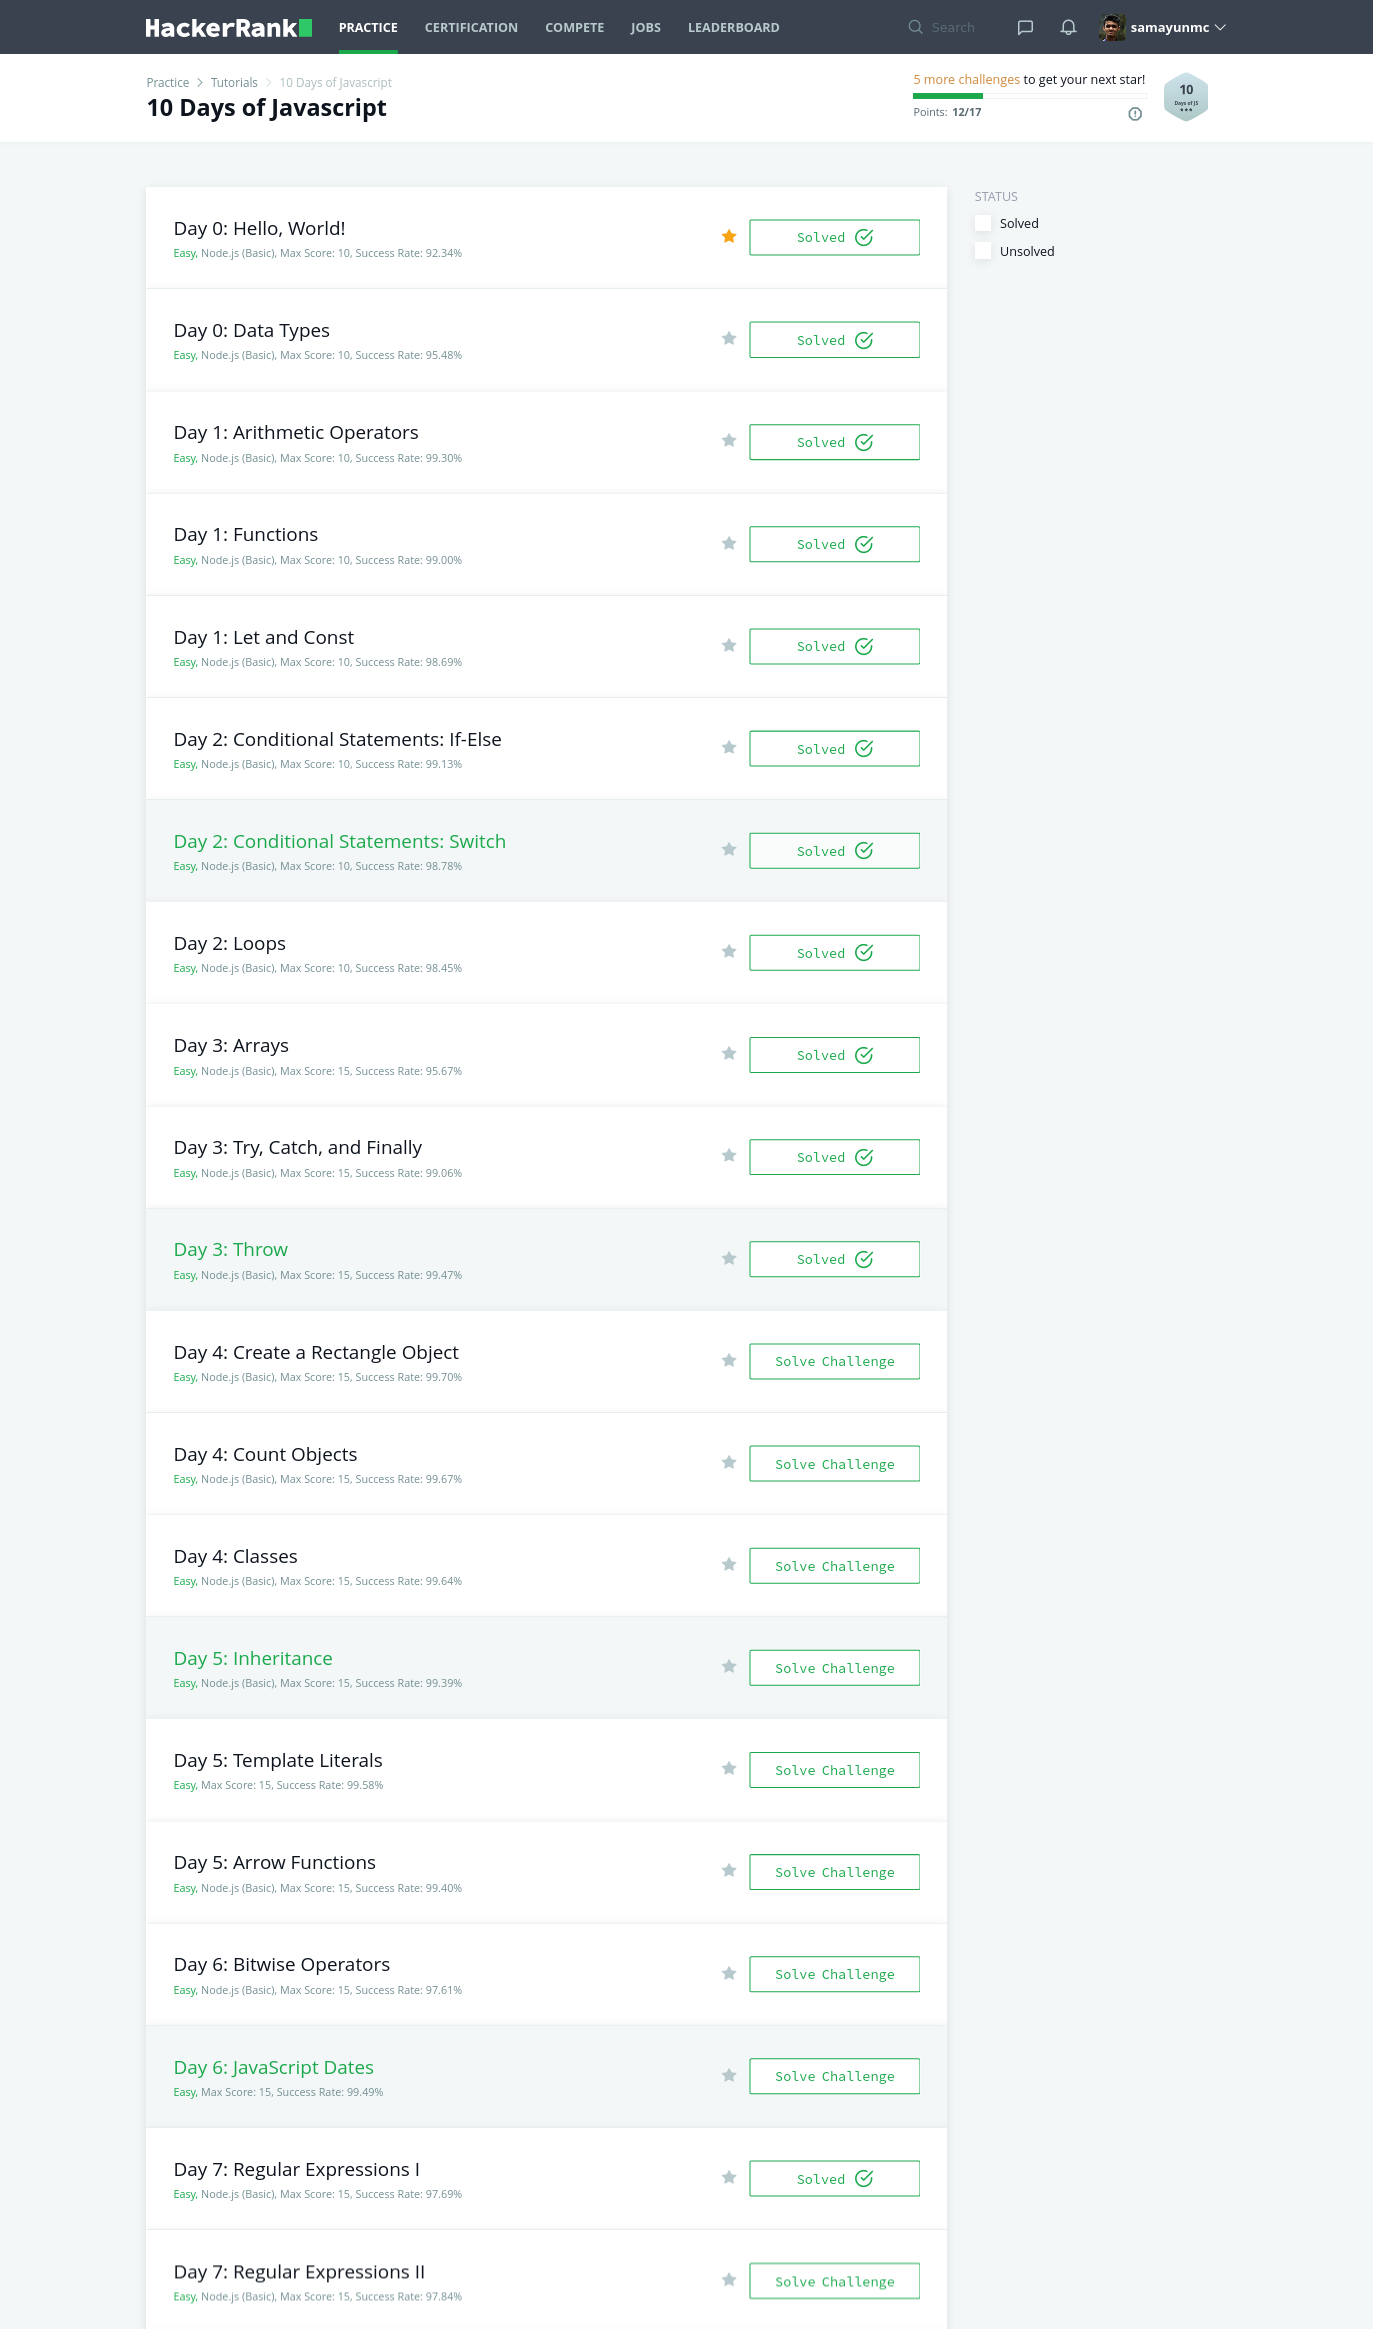 HackerRank PRACTICE CERTIFICATION COMPETE JOBS LEADERBOARD Search samayunmc
Practice > Tutorials > 10 Days of Javascript
10 Days of Javascript
5 more challenges to get your next star!
Points: 12/17
10
Days of JS
STATUS
Solved
Unsolved
Day 0: Hello, World!
Easy, Node.js (Basic), Max Score: 10, Success Rate: 92.34%
Solved
Day 0: Data Types
Easy, Node.js (Basic), Max Score: 10, Success Rate: 95.48%
Solved
Day 1: Arithmetic Operators
Easy, Node.js (Basic), Max Score: 10, Success Rate: 99.30%
Solved
Day 1: Functions
Easy, Node.js (Basic), Max Score: 10, Success Rate: 99.00%
Solved
Day 1: Let and Const
Easy, Node.js (Basic), Max Score: 10, Success Rate: 98.69%
Solved
Day 2: Conditional Statements: If-Else
Easy, Node.js (Basic), Max Score: 10, Success Rate: 99.13%
Solved
Day 2: Conditional Statements: Switch
Easy, Node.js (Basic), Max Score: 10, Success Rate: 98.78%
Solved
Day 2: Loops
Easy, Node.js (Basic), Max Score: 10, Success Rate: 98.45%
Solved
Day 3: Arrays
Easy, Node.js (Basic), Max Score: 15, Success Rate: 95.67%
Solved
Day 3: Try, Catch, and Finally
Easy, Node.js (Basic), Max Score: 15, Success Rate: 99.06%
Solved
Day 3: Throw
Easy, Node.js (Basic), Max Score: 15, Success Rate: 99.47%
Solved
Day 4: Create a Rectangle Object
Easy, Node.js (Basic), Max Score: 15, Success Rate: 99.70%
Solve Challenge
Day 4: Count Objects
Easy, Node.js (Basic), Max Score: 15, Success Rate: 99.67%
Solve Challenge
Day 4: Classes
Easy, Node.js (Basic), Max Score: 15, Success Rate: 99.64%
Solve Challenge
Day 5: Inheritance
Easy, Node.js (Basic), Max Score: 15, Success Rate: 99.39%
Solve Challenge
Day 5: Template Literals
Easy, Max Score: 15, Success Rate: 99.58%
Solve Challenge
Day 5: Arrow Functions
Easy, Node.js (Basic), Max Score: 15, Success Rate: 99.40%
Solve Challenge
Day 6: Bitwise Operators
Easy, Node.js (Basic), Max Score: 15, Success Rate: 97.61%
Solve Challenge
Day 6: JavaScript Dates
Easy, Max Score: 15, Success Rate: 99.49%
Solve Challenge
Day 7: Regular Expressions I
Easy, Node.js (Basic), Max Score: 15, Success Rate: 97.69%
Solved
Day 7: Regular Expressions II
Easy, Node.js (Basic), Max Score: 15, Success Rate: 97.84%
Solve Challenge